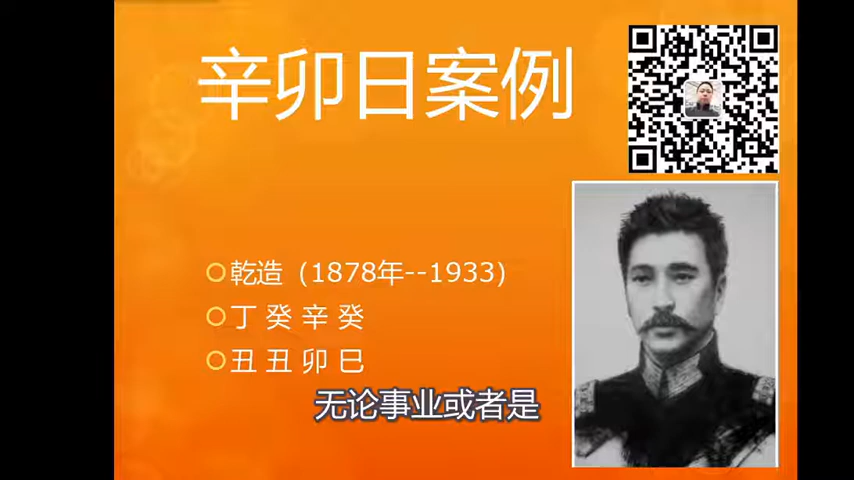 辛卯日案例
乾造（1878年--1933）
丁 癸 辛 癸
丑 丑 卯 巳
无论事业或者是